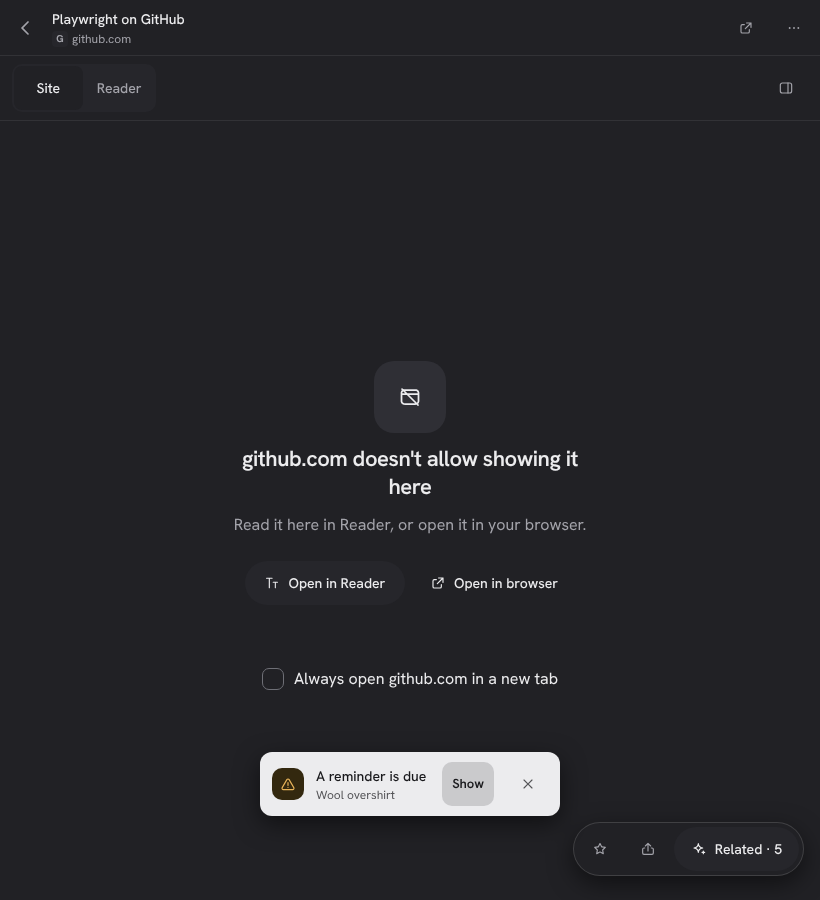 Playwright on GitHub
G github.com
Site
Reader
github.com doesn't allow showing it
here
Read it here in Reader, or open it in your browser.
Open in Reader
Open in browser
Always open github.com in a new tab
A reminder is due
Wool overshirt
Show
Related · 5